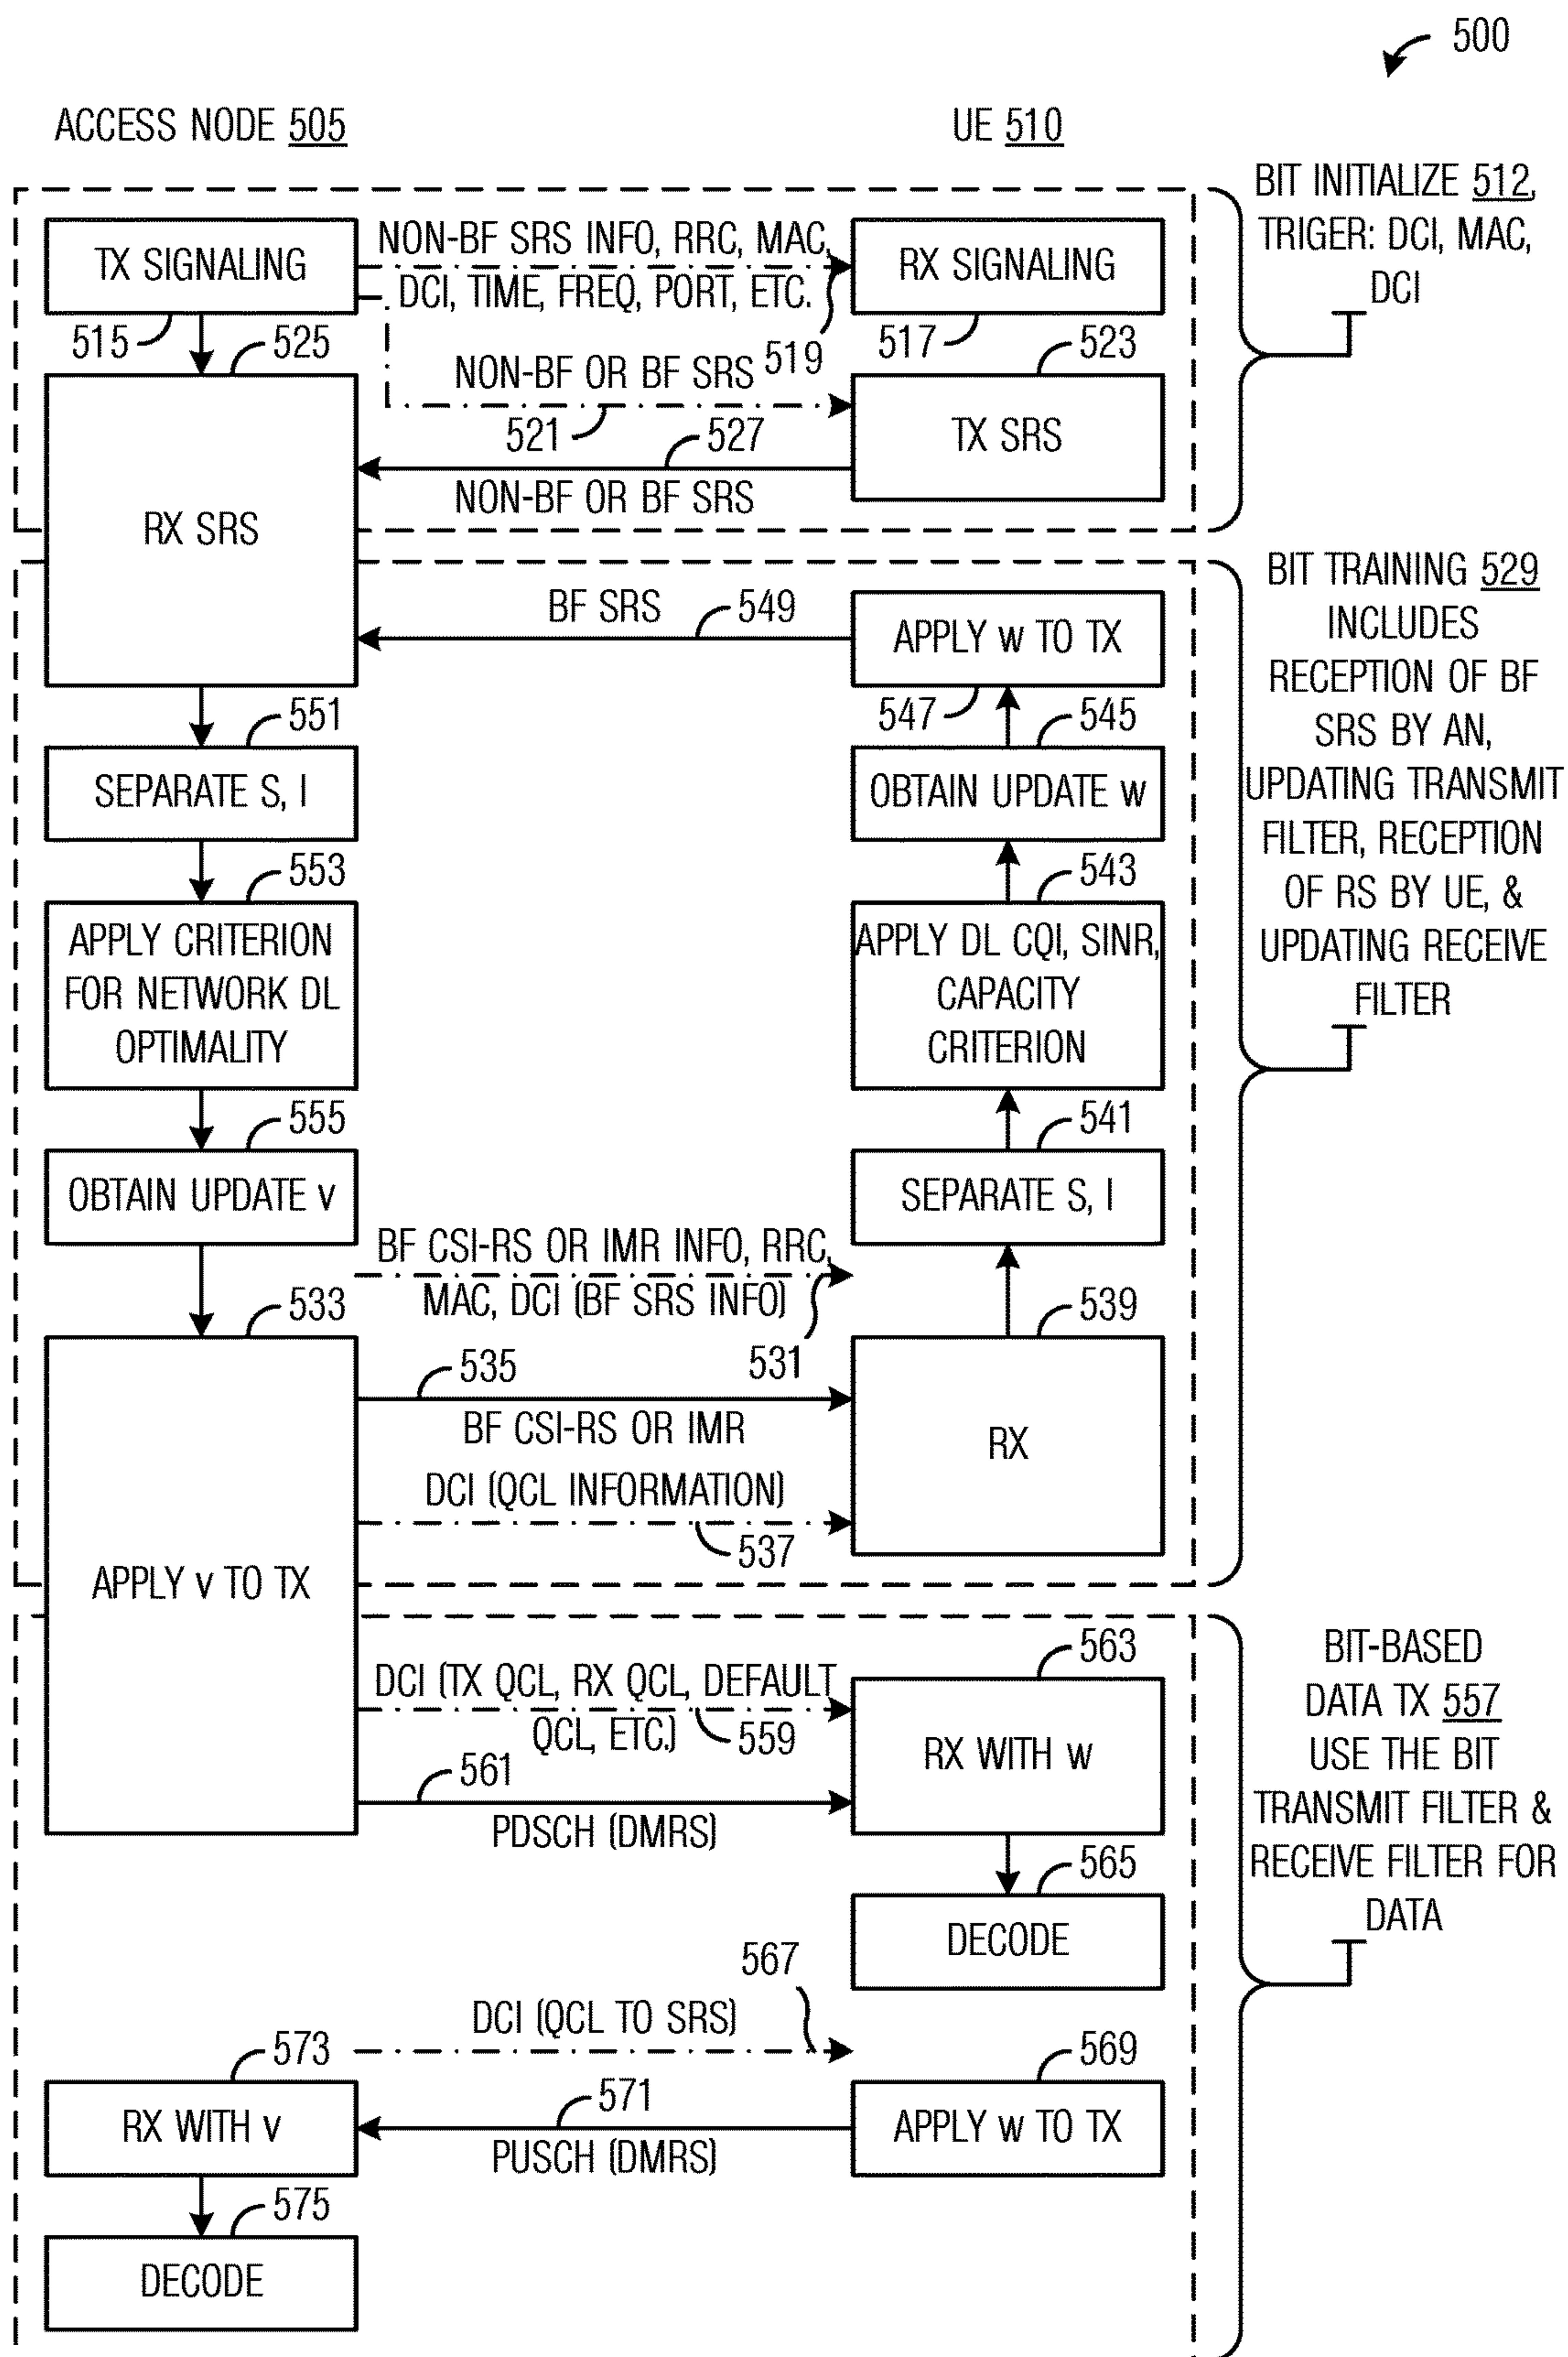 500
ACCESS NODE 505
UE 510
BIT INITIALIZE 512,
TRIGER: DCI, MAC,
DCI
TX SIGNALING
NON-BF SRS INFO, RRC, MAC,
DCI, TIME, FREQ, PORT, ETC.
RX SIGNALING
515
525
519
517
523
NON-BF OR BF SRS
521
527
TX SRS
NON-BF OR BF SRS
RX SRS
BIT TRAINING 529
INCLUDES
RECEPTION OF BF
SRS BY AN,
UPDATING TRANSMIT
FILTER, RECEPTION
OF RS BY UE, &
UPDATING RECEIVE
FILTER
BF SRS
549
APPLY w TO TX
547
545
551
SEPARATE S, I
OBTAIN UPDATE w
553
543
APPLY CRITERION
FOR NETWORK DL
OPTIMALITY
APPLY DL CQI, SINR,
CAPACITY
CRITERION
555
541
OBTAIN UPDATE v
SEPARATE S, I
BF CSI-RS OR IMR INFO, RRC,
MAC, DCI (BF SRS INFO)
533
531
539
535
BF CSI-RS OR IMR
RX
DCI (QCL INFORMATION)
537
APPLY v TO TX
BIT-BASED
DATA TX 557
USE THE BIT
TRANSMIT FILTER &
RECEIVE FILTER FOR
DATA
563
DCI (TX QCL, RX QCL, DEFAULT
QCL, ETC.)
559
RX WITH w
561
PDSCH (DMRS)
565
DECODE
567
DCI (QCL TO SRS)
573
569
571
RX WITH v
APPLY w TO TX
PUSCH (DMRS)
575
DECODE